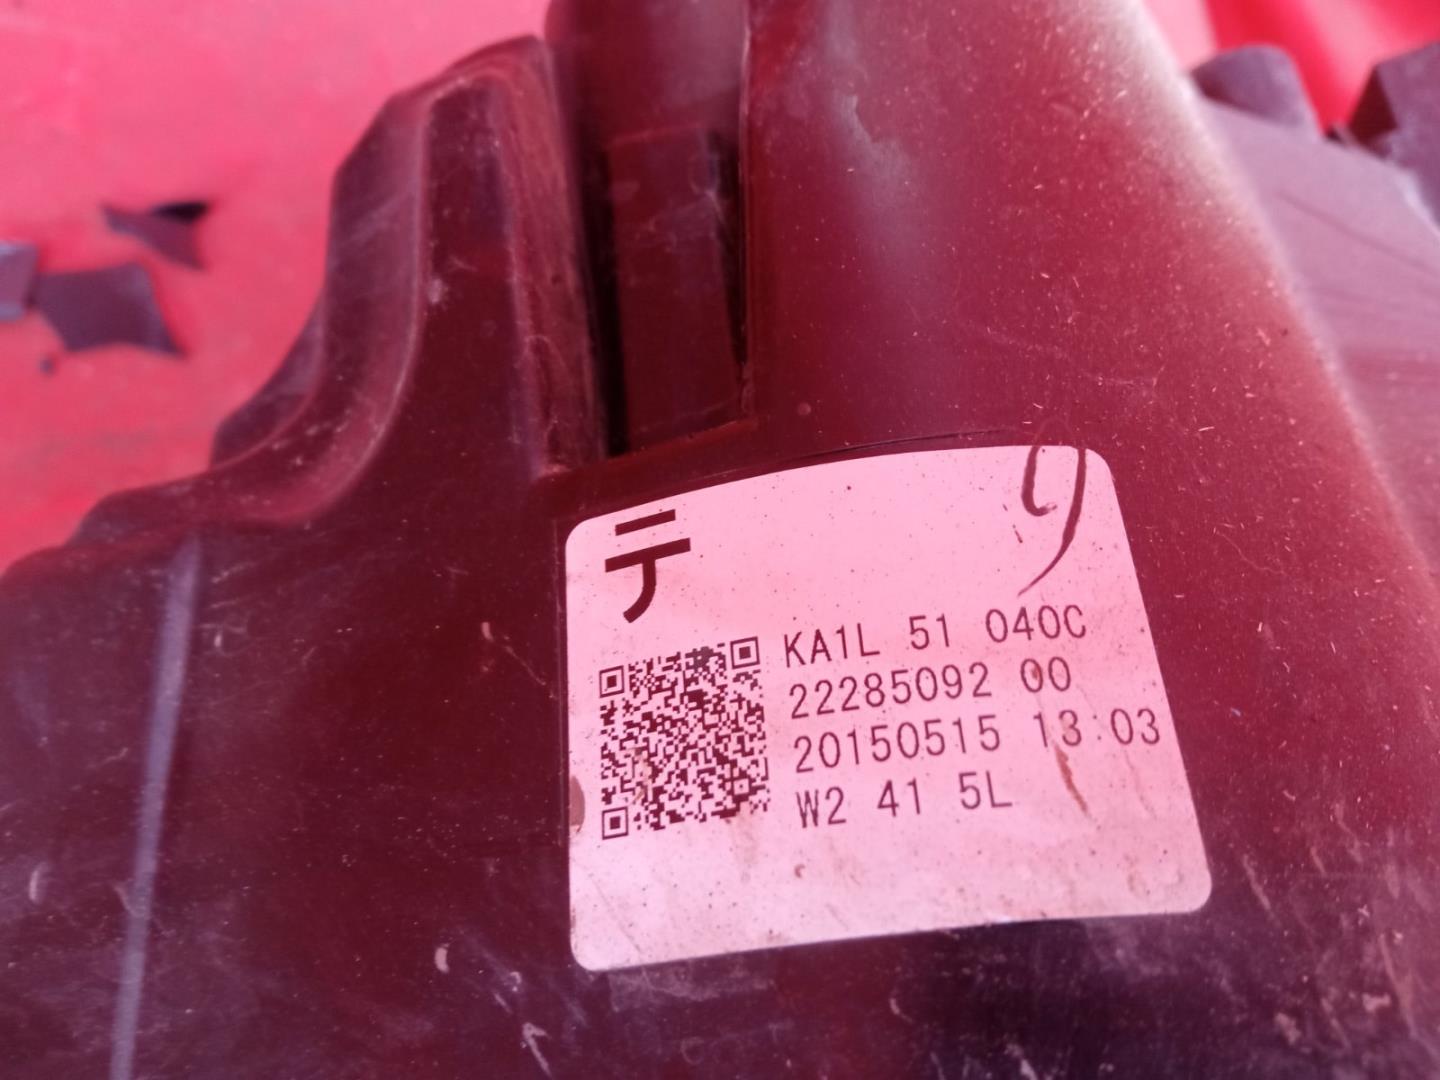 テ
KA1L 51 040C
22285092 00
20150515 13:03
W2 41 5L